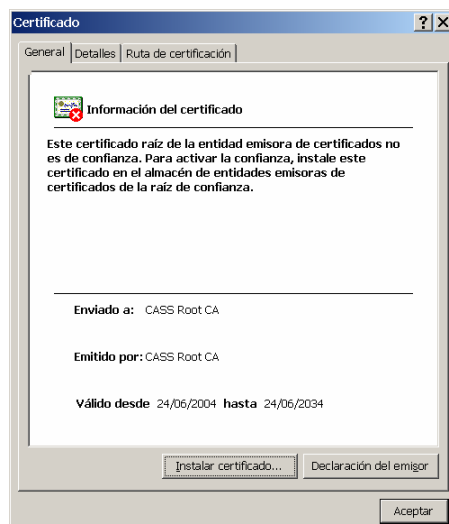 Certificado
General Detalles Ruta de certificación
Información del certificado
Este certificado raíz de la entidad emisora de certificados no
es de confianza. Para activar la confianza, instale este
certificado en el almacén de entidades emisoras de
certificados de la raíz de confianza.
Enviado a: CASS Root CA
Emitido por: CASS Root CA
Válido desde 24/06/2004 hasta 24/06/2034
Instalar certificado... Declaración del emisor
Aceptar